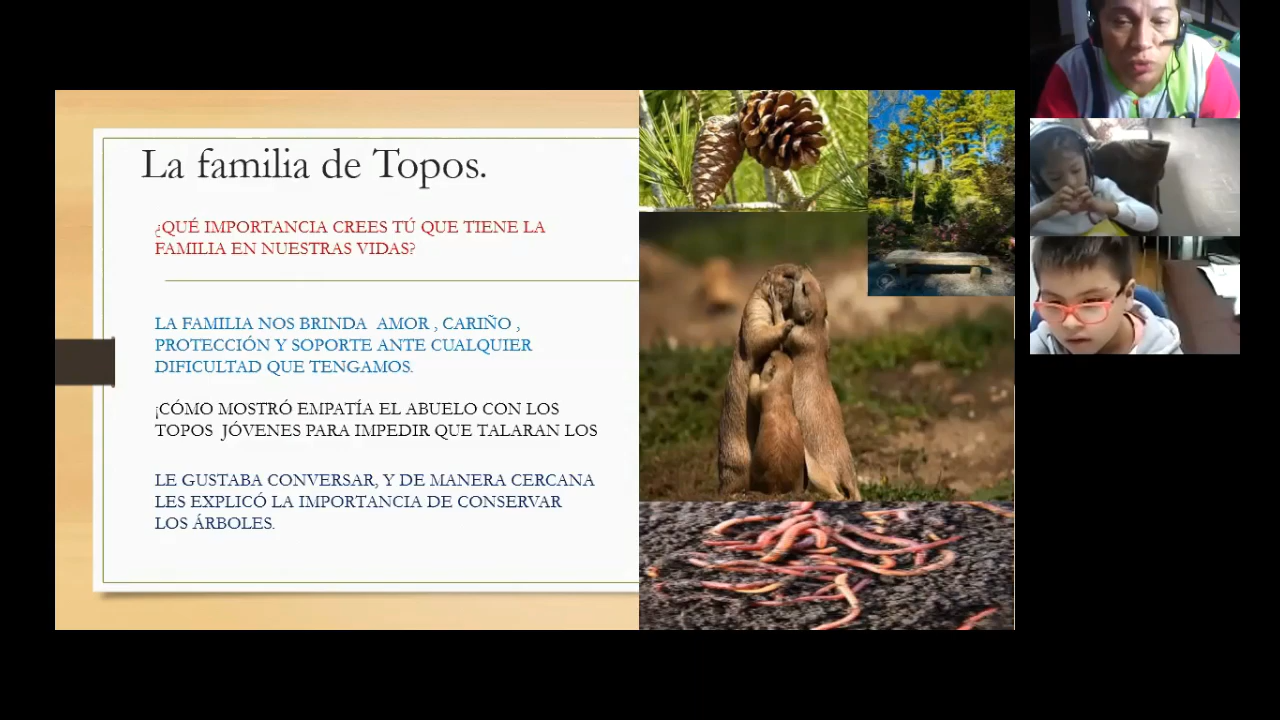 La familia de Topos.
¿QUÉ IMPORTANCIA CREES TÚ QUE TIENE LA
FAMILIA EN NUESTRAS VIDAS?
LA FAMILIA NOS BRINDA AMOR , CARIÑO ,
PROTECCIÓN Y SOPORTE ANTE CUALQUIER
DIFICULTAD QUE TENGAMOS.
¡CÓMO MOSTRÓ EMPATÍA EL ABUELO CON LOS
TOPOS JÓVENES PARA IMPEDIR QUE TALARAN LOS
LE GUSTABA CONVERSAR, Y DE MANERA CERCANA
LES EXPLICÓ LA IMPORTANCIA DE CONSERVAR
LOS ÁRBOLES.